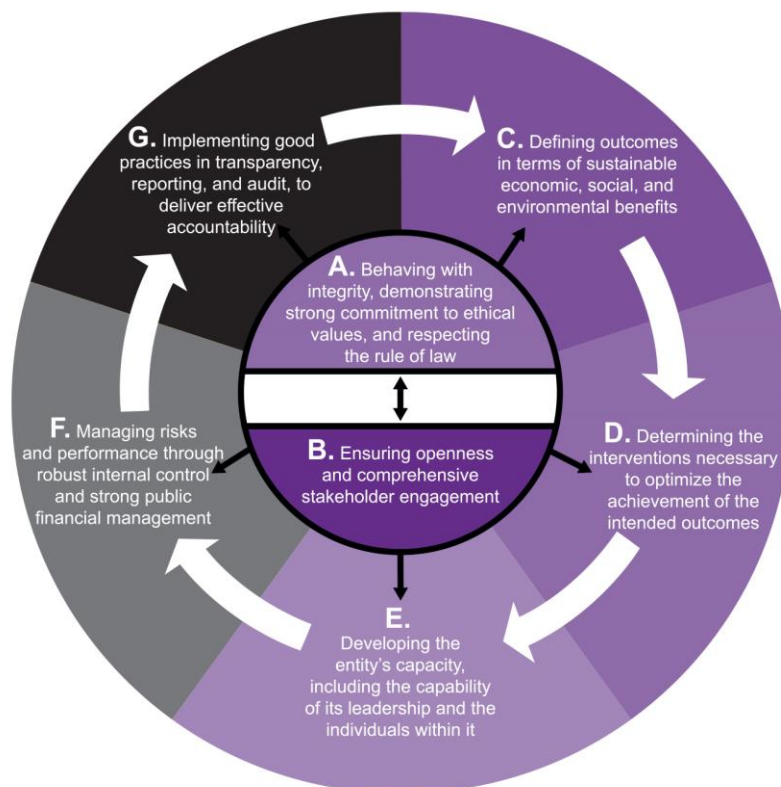 A. Behaving with
integrity, demonstrating
strong commitment to ethical
values, and respecting
the rule of law
B. Ensuring openness
and comprehensive
stakeholder engagement
C. Defining outcomes
in terms of sustainable
economic, social, and
environmental benefits
D. Determining the
interventions necessary
to optimize the
achievement of the
intended outcomes
E.
Developing the
entity's capacity,
including the capability
of its leadership and the
individuals within it
F. Managing risks
and performance through
robust internal control
and strong public
financial management
G. Implementing good
practices in transparency,
reporting, and audit, to
deliver effective
accountability